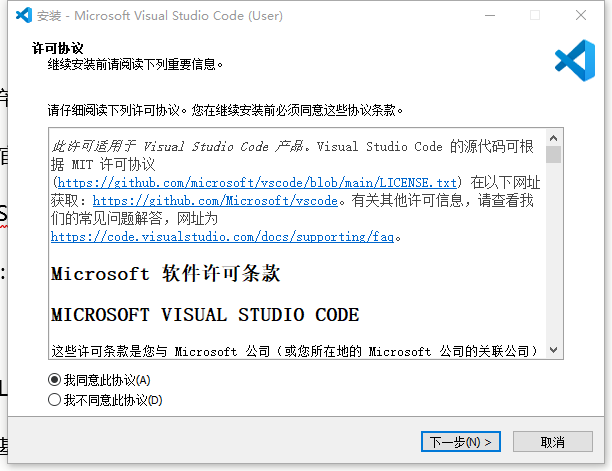 安装 - Microsoft Visual Studio Code (User)
许可协议
继续安装前请阅读下列重要信息。
请仔细阅读下列许可协议。您在继续安装前必须同意这些协议条款。
此许可适用于 Visual Studio Code 产品。Visual Studio Code 的源代码可根
据 MIT 许可协议
(https://github.com/microsoft/vscode/blob/main/LICENSE.txt) 在以下网址
获取：https://github.com/Microsoft/vscode。有关其他许可信息，请查看我
们的常见问题解答，网址为
https://code.visualstudio.com/docs/supporting/faq。
Microsoft 软件许可条款
MICROSOFT VISUAL STUDIO CODE
这些许可条款是您与 Microsoft 公司（或您所在地的 Microsoft 公司的关联公司）
我同意此协议(A)
我不同意此协议(D)
下一步(N) >
取消